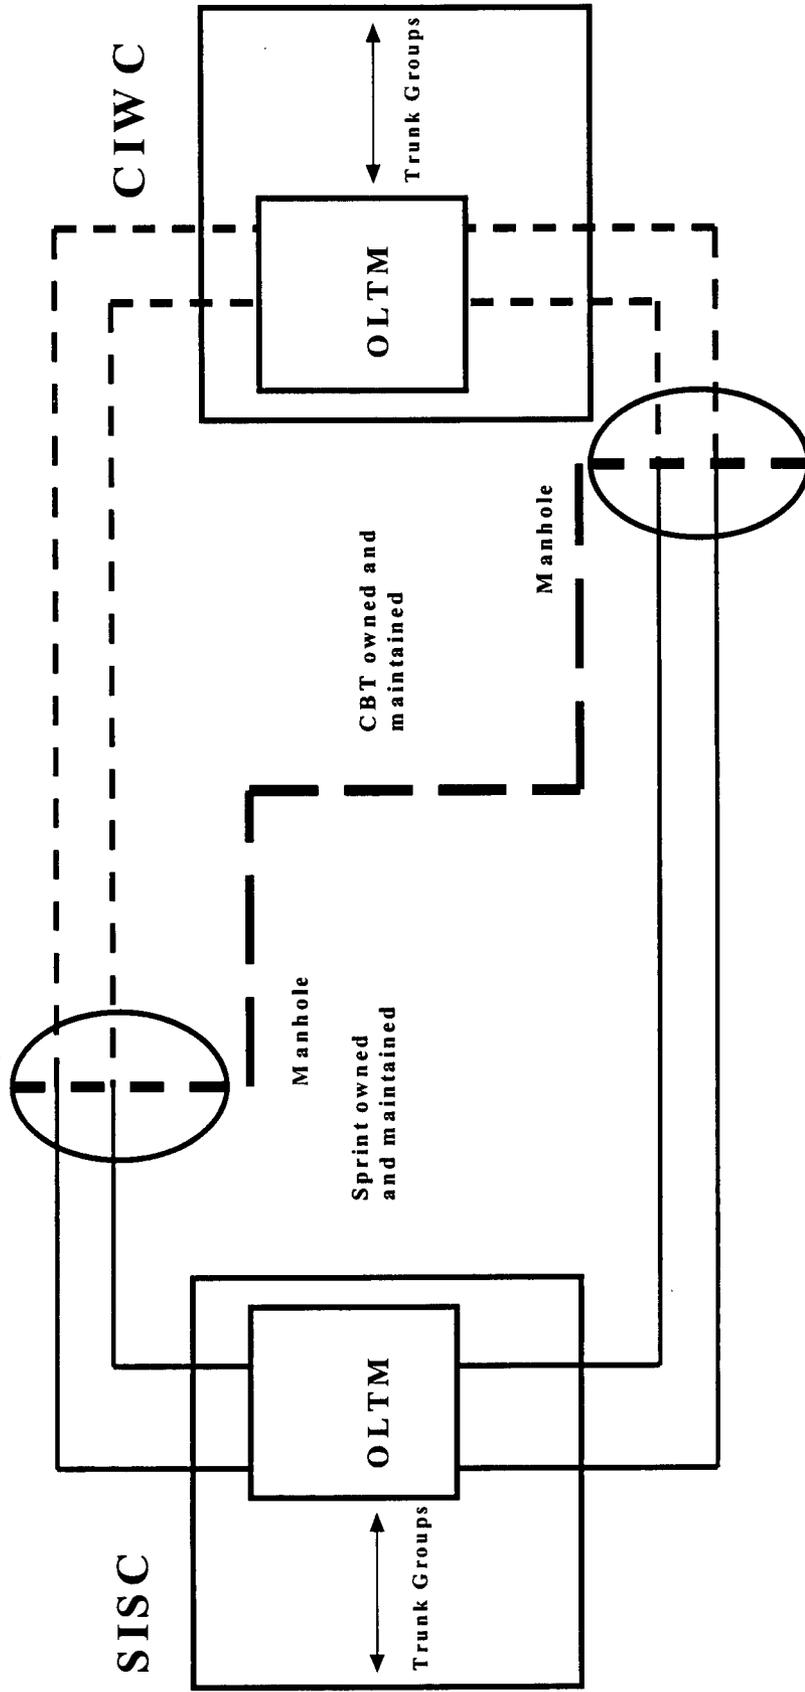 SISC
CIWC
OLTM
Trunk Groups
OLTM
Trunk Groups
Manhole
Sprint owned
and maintained
CBT owned and
maintained
Manhole